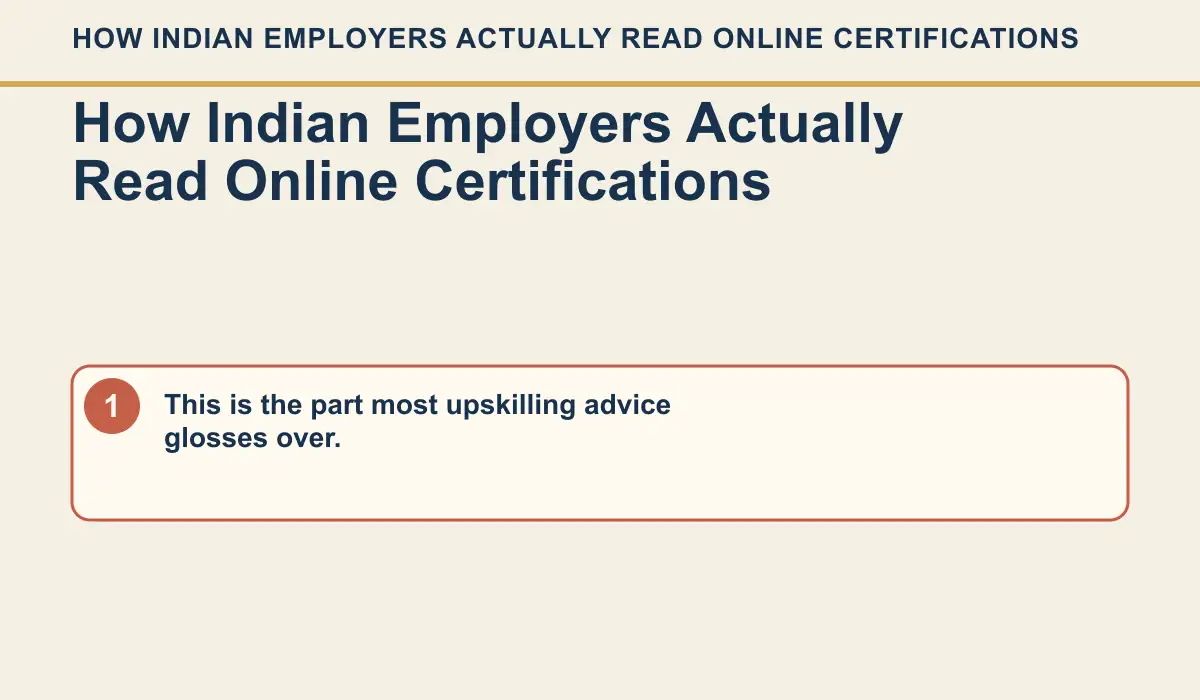 HOW INDIAN EMPLOYERS ACTUALLY READ ONLINE CERTIFICATIONS
How Indian Employers Actually
Read Online Certifications
1
This is the part most upskilling advice
glosses over.